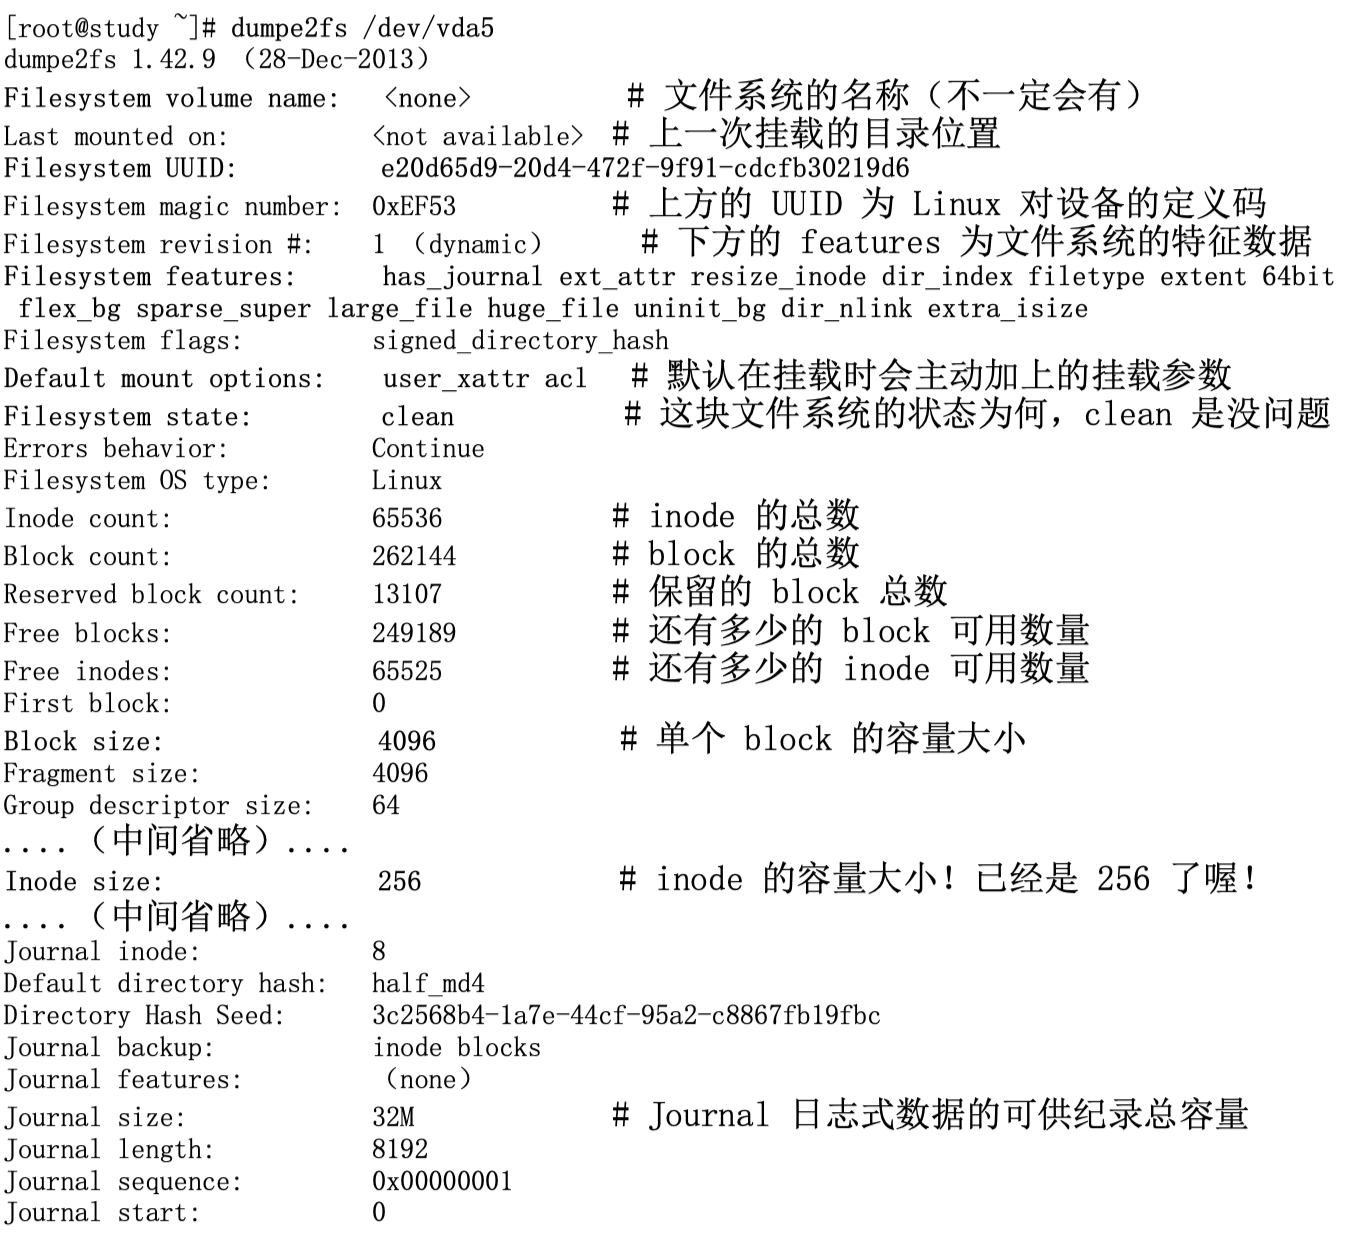 [root@study ~]# dumpe2fs /dev/vda5
dumpe2fs 1.42.9 （28-Dec-2013）
Filesystem volume name:   <none>           # 文件系统的名称（不一定会有）
Last mounted on:          <not available>  # 上一次挂载的目录位置
Filesystem UUID:          e20d65d9-20d4-472f-9f91-cdcfb30219d6
Filesystem magic number:  0xEF53           # 上方的 UUID 为 Linux 对设备的定义码
Filesystem revision #:    1 （dynamic）      # 下方的 features 为文件系统的特征数据
Filesystem features:      has_journal ext_attr resize_inode dir_index filetype extent 64bit
 flex_bg sparse_super large_file huge_file uninit_bg dir_nlink extra_isize
Filesystem flags:         signed_directory_hash
Default mount options:    user_xattr acl   # 默认在挂载时会主动加上的挂载参数
Filesystem state:         clean            # 这块文件系统的状态为何，clean 是没问题
Errors behavior:          Continue
Filesystem OS type:       Linux
Inode count:              65536            # inode 的总数
Block count:              262144           # block 的总数
Reserved block count:     13107            # 保留的 block 总数
Free blocks:              249189           # 还有多少的 block 可用数量
Free inodes:              65525            # 还有多少的 inode 可用数量
First block:              0
Block size:               4096             # 单个 block 的容量大小
Fragment size:            4096
Group descriptor size:    64
....（中间省略）....
Inode size:               256              # inode 的容量大小！已经是 256 了喔！
....（中间省略）....
Journal inode:            8
Default directory hash:   half_md4
Directory Hash Seed:      3c2568b4-1a7e-44cf-95a2-c8867fb19fbc
Journal backup:           inode blocks
Journal features:         （none）
Journal size:             32M              # Journal 日志式数据的可供纪录总容量
Journal length:           8192
Journal sequence:         0x00000001
Journal start:            0